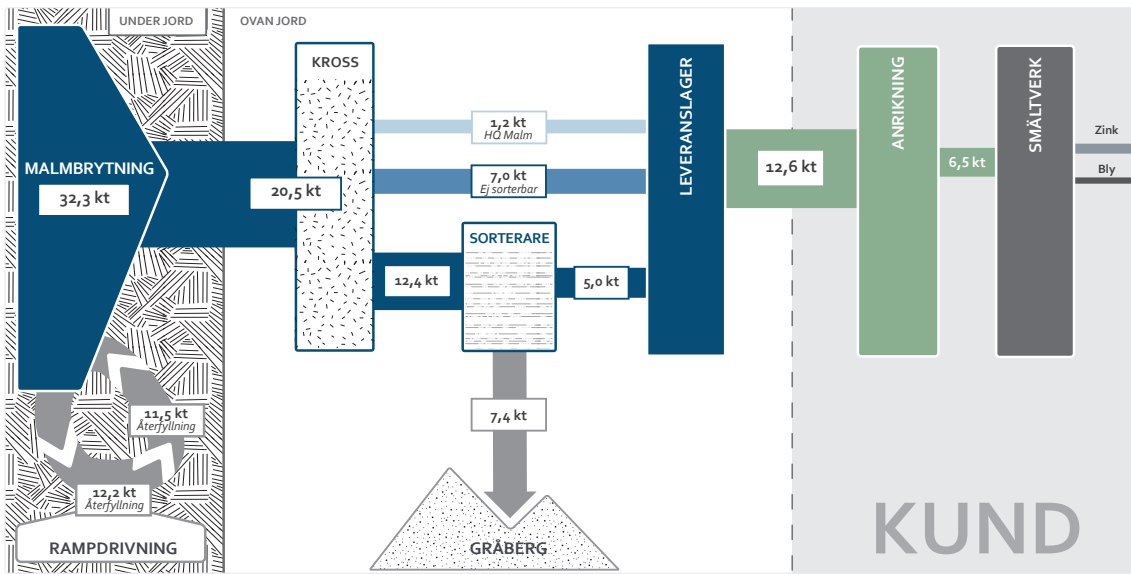 UNDER JORD
OVAN JORD
MALMBRYTNING
32,3 kt
20,5 kt
KROSS
1,2 kt
HQ Malm
7,0 kt
Ej sorterbar
SORTERARE
12,4 kt
5,0 kt
7,4 kt
GRÅBERG
LEVERANSLAGER
12,6 kt
ANRIKNING
6,5 kt
SMÄLTVERK
Zink
Bly
11,5 kt
Återfyllning
12,2 kt
Återfyllning
RAMPDRIVNING
KUND